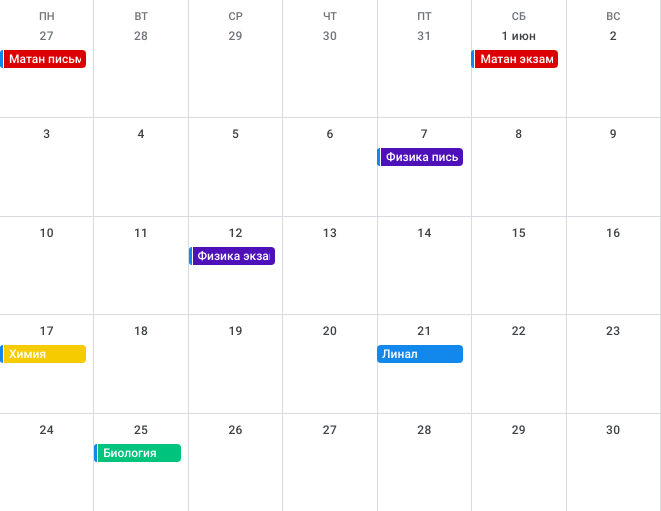 ПН ВТ СР ЧТ ПТ СБ ВС
27 28 29 30 31 1 июн 2
Матан письм Матан экзам
3 4 5 6 7 8 9
Физика пись
10 11 12 13 14 15 16
Физика экза
17 18 19 20 21 22 23
Химия Линал
24 25 26 27 28 29 30
Биология